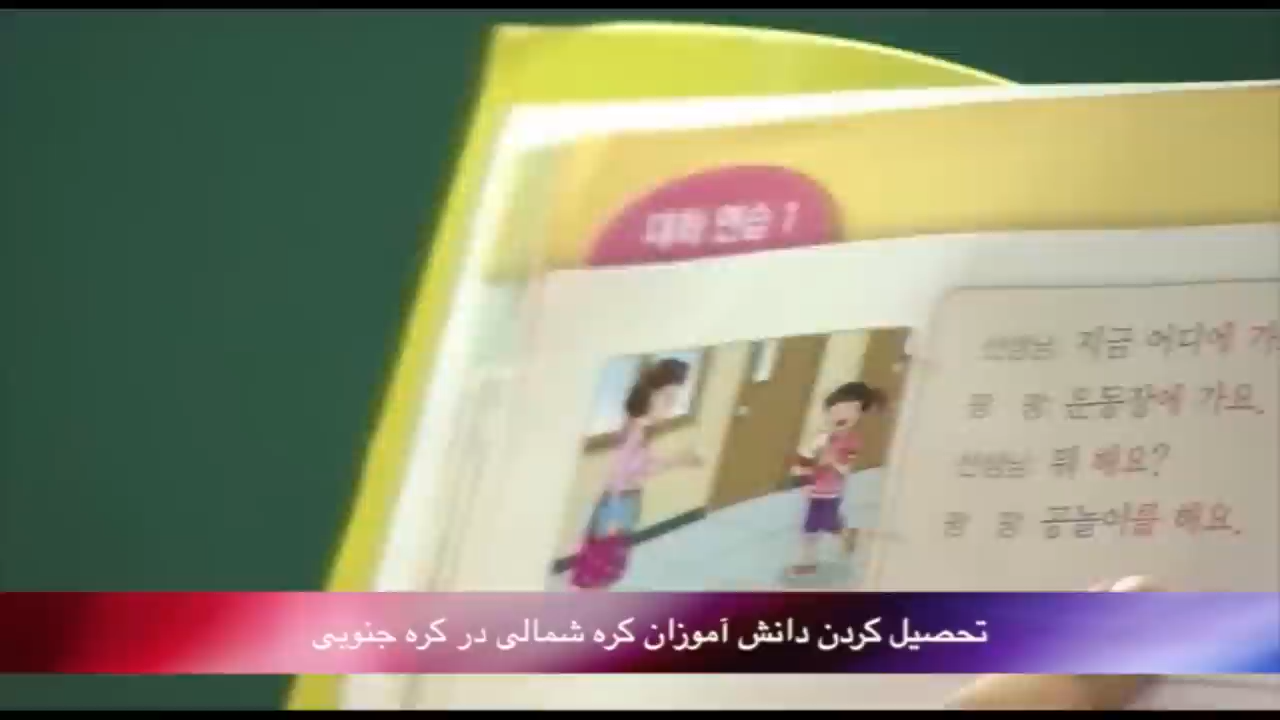 대화 연습 1
선생님: 지금 어디에 가
운동장에 가요.
선생님: 뭐 해요?
공놀이를 해요.
تحصیل کردن دانش آموزان کره شمالی در کره جنوبی